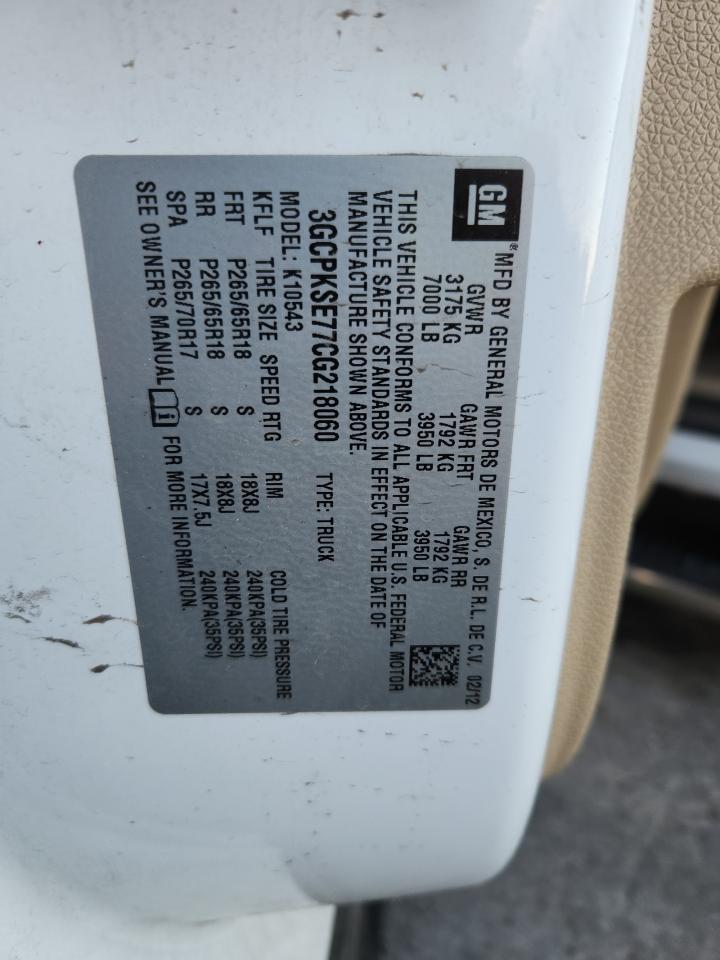 GM ® MFD BY GENERAL MOTORS DE MEXICO, S. DE R.L. DE C.V. 02/12
GVWR GAWR FRT GAWR RR
3175 KG 1792 KG 1792 KG
7000 LB 3950 LB 3950 LB
THIS VEHICLE CONFORMS TO ALL APPLICABLE U.S. FEDERAL MOTOR
VEHICLE SAFETY STANDARDS IN EFFECT ON THE DATE OF
MANUFACTURE SHOWN ABOVE.
3GCPKSE77CG218060 TYPE: TRUCK
MODEL: K10543
KFLF TIRE SIZE SPEED RTG RIM COLD TIRE PRESSURE
FRT P265/65R18 S 18X8J 240KPA(35PSI)
RR P265/65R18 S 18X8J 240KPA(35PSI)
SPA P265/70R17 S 17X7.5J 240KPA(35PSI)
SEE OWNER'S MANUAL FOR MORE INFORMATION.